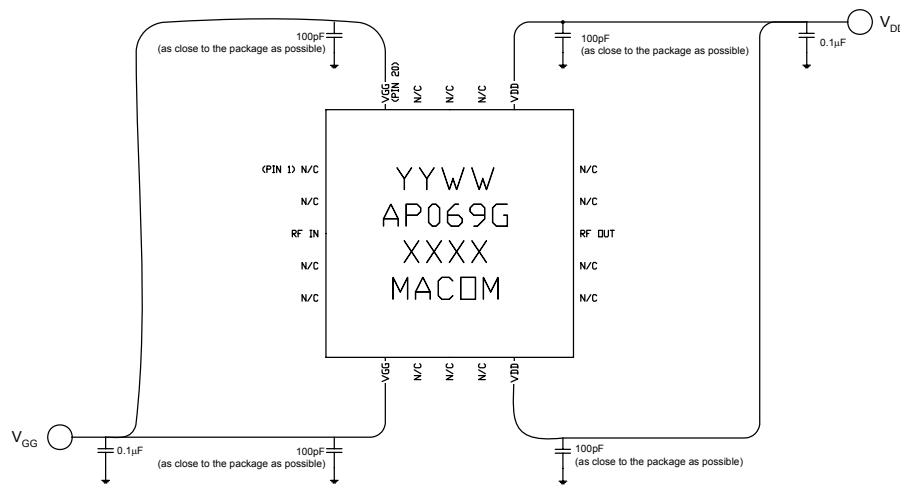 100pF
(as close to the package as possible)
100pF
(as close to the package as possible)
0.1µF
V
VGG
(PIN 20)
N/C
N/C
N/C
VDD
(PIN 1) N/C
N/C
RF IN
N/C
N/C
YYWW
AP069G
XXXX
MACOM
N/C
N/C
RF OUT
N/C
N/C
VGG
N/C
N/C
N/C
VDD
VGG
0.1µF
100pF
(as close to the package as possible)
100pF
(as close to the package as possible)